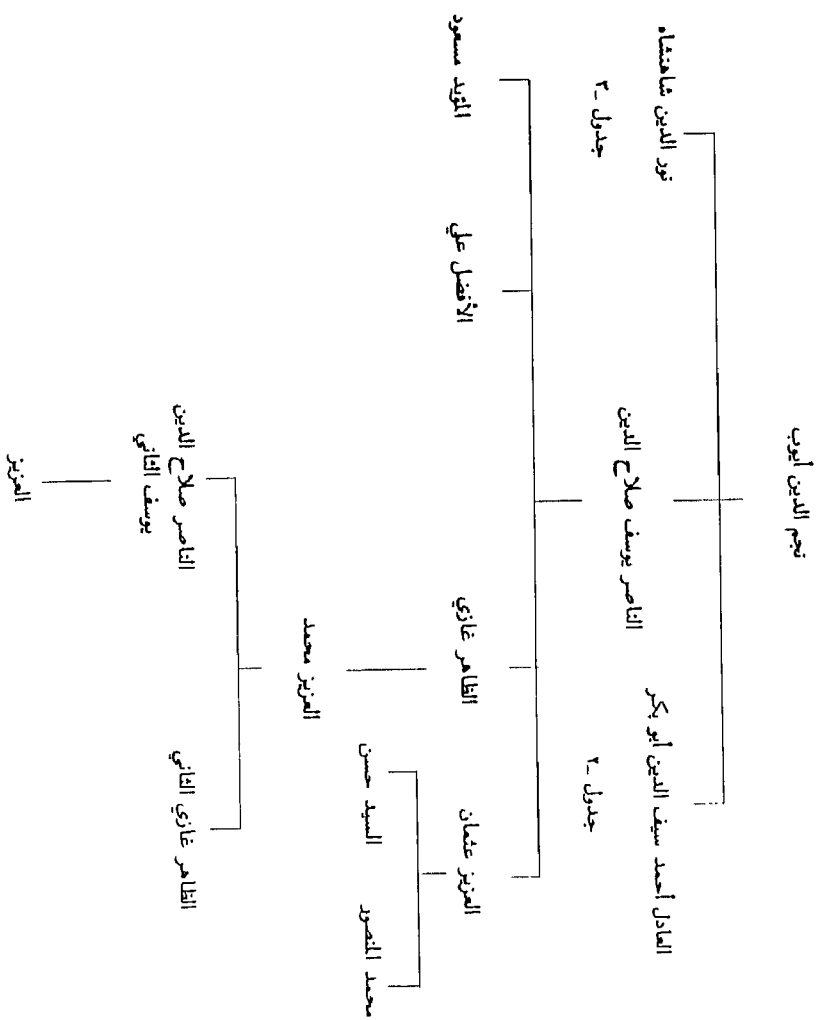 نجم الدين أيوب
العادل أحمد سيف الدين أبو بكر
الناصر يوسف صلاح الدين
نور الدين شاهنشاه
جدول -٢
جدول -٣
العزيز عثمان
الظاهر غازي
الأفضل علي
المؤيد مسعود
محمد المنصور
السيد حسن
العزيز محمد
الظاهر غازي الثاني
الناصر صلاح الدين
يوسف الثاني
العزيز